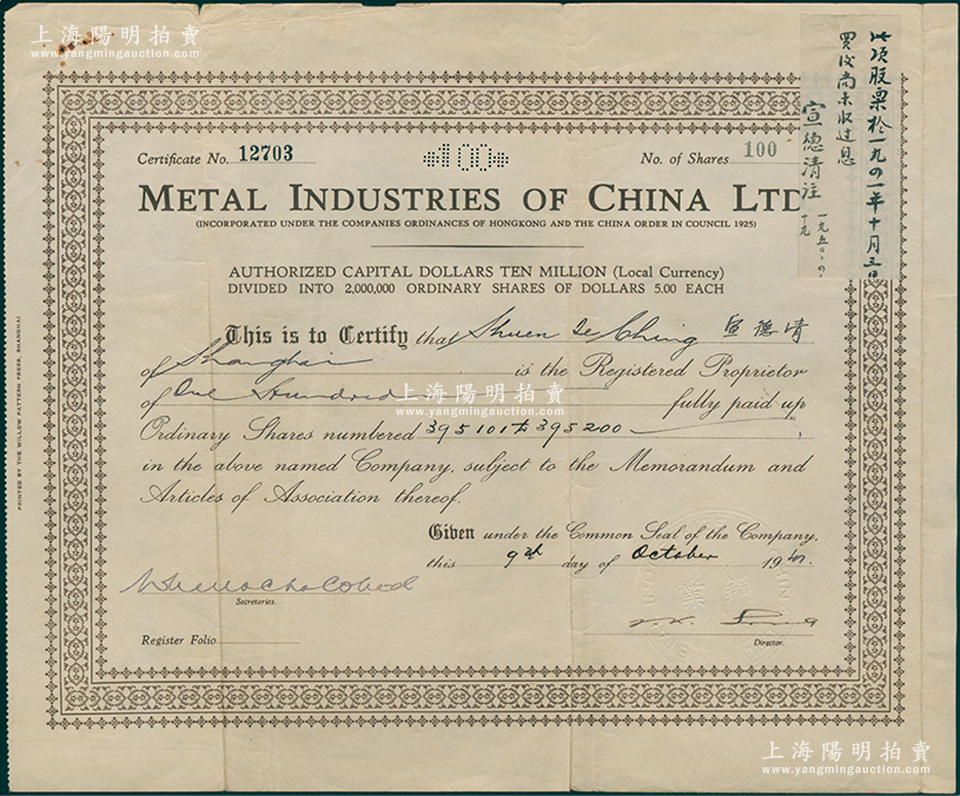 上海陽明拍賣
www.yangmingauction.com
此项股票於一九四一年十月三日
買後尚未收过息
宣德清註
一九五〇
Certificate No. 12703
100
No. of Shares 100
METAL INDUSTRIES OF CHINA LTD
(INCORPORATED UNDER THE COMPANIES ORDINANCES OF HONGKONG AND THE CHINA ORDER IN COUNCIL 1925)
AUTHORIZED CAPITAL DOLLARS TEN MILLION (Local Currency)
DIVIDED INTO 2,000,000 ORDINARY SHARES OF DOLLARS 5.00 EACH
This is to Certify that Shuen Te Ching 宣德清
of Shanghai is the Registered Proprietor
of One Hundred fully paid up
上海陽明拍賣
www.yangmingauction.com
Ordinary Shares numbered 395101 to 395200
in the above named Company, subject to the Memorandum and
Articles of Association thereof.
Given under the Common Seal of the Company,
this 9th day of October 1941.
Secretaries.
Director.
Register Folio
PRINTED BY THE WILLOW PATTERN PRESS, SHANGHAI
上海陽明拍賣
www.yangmingauction.com